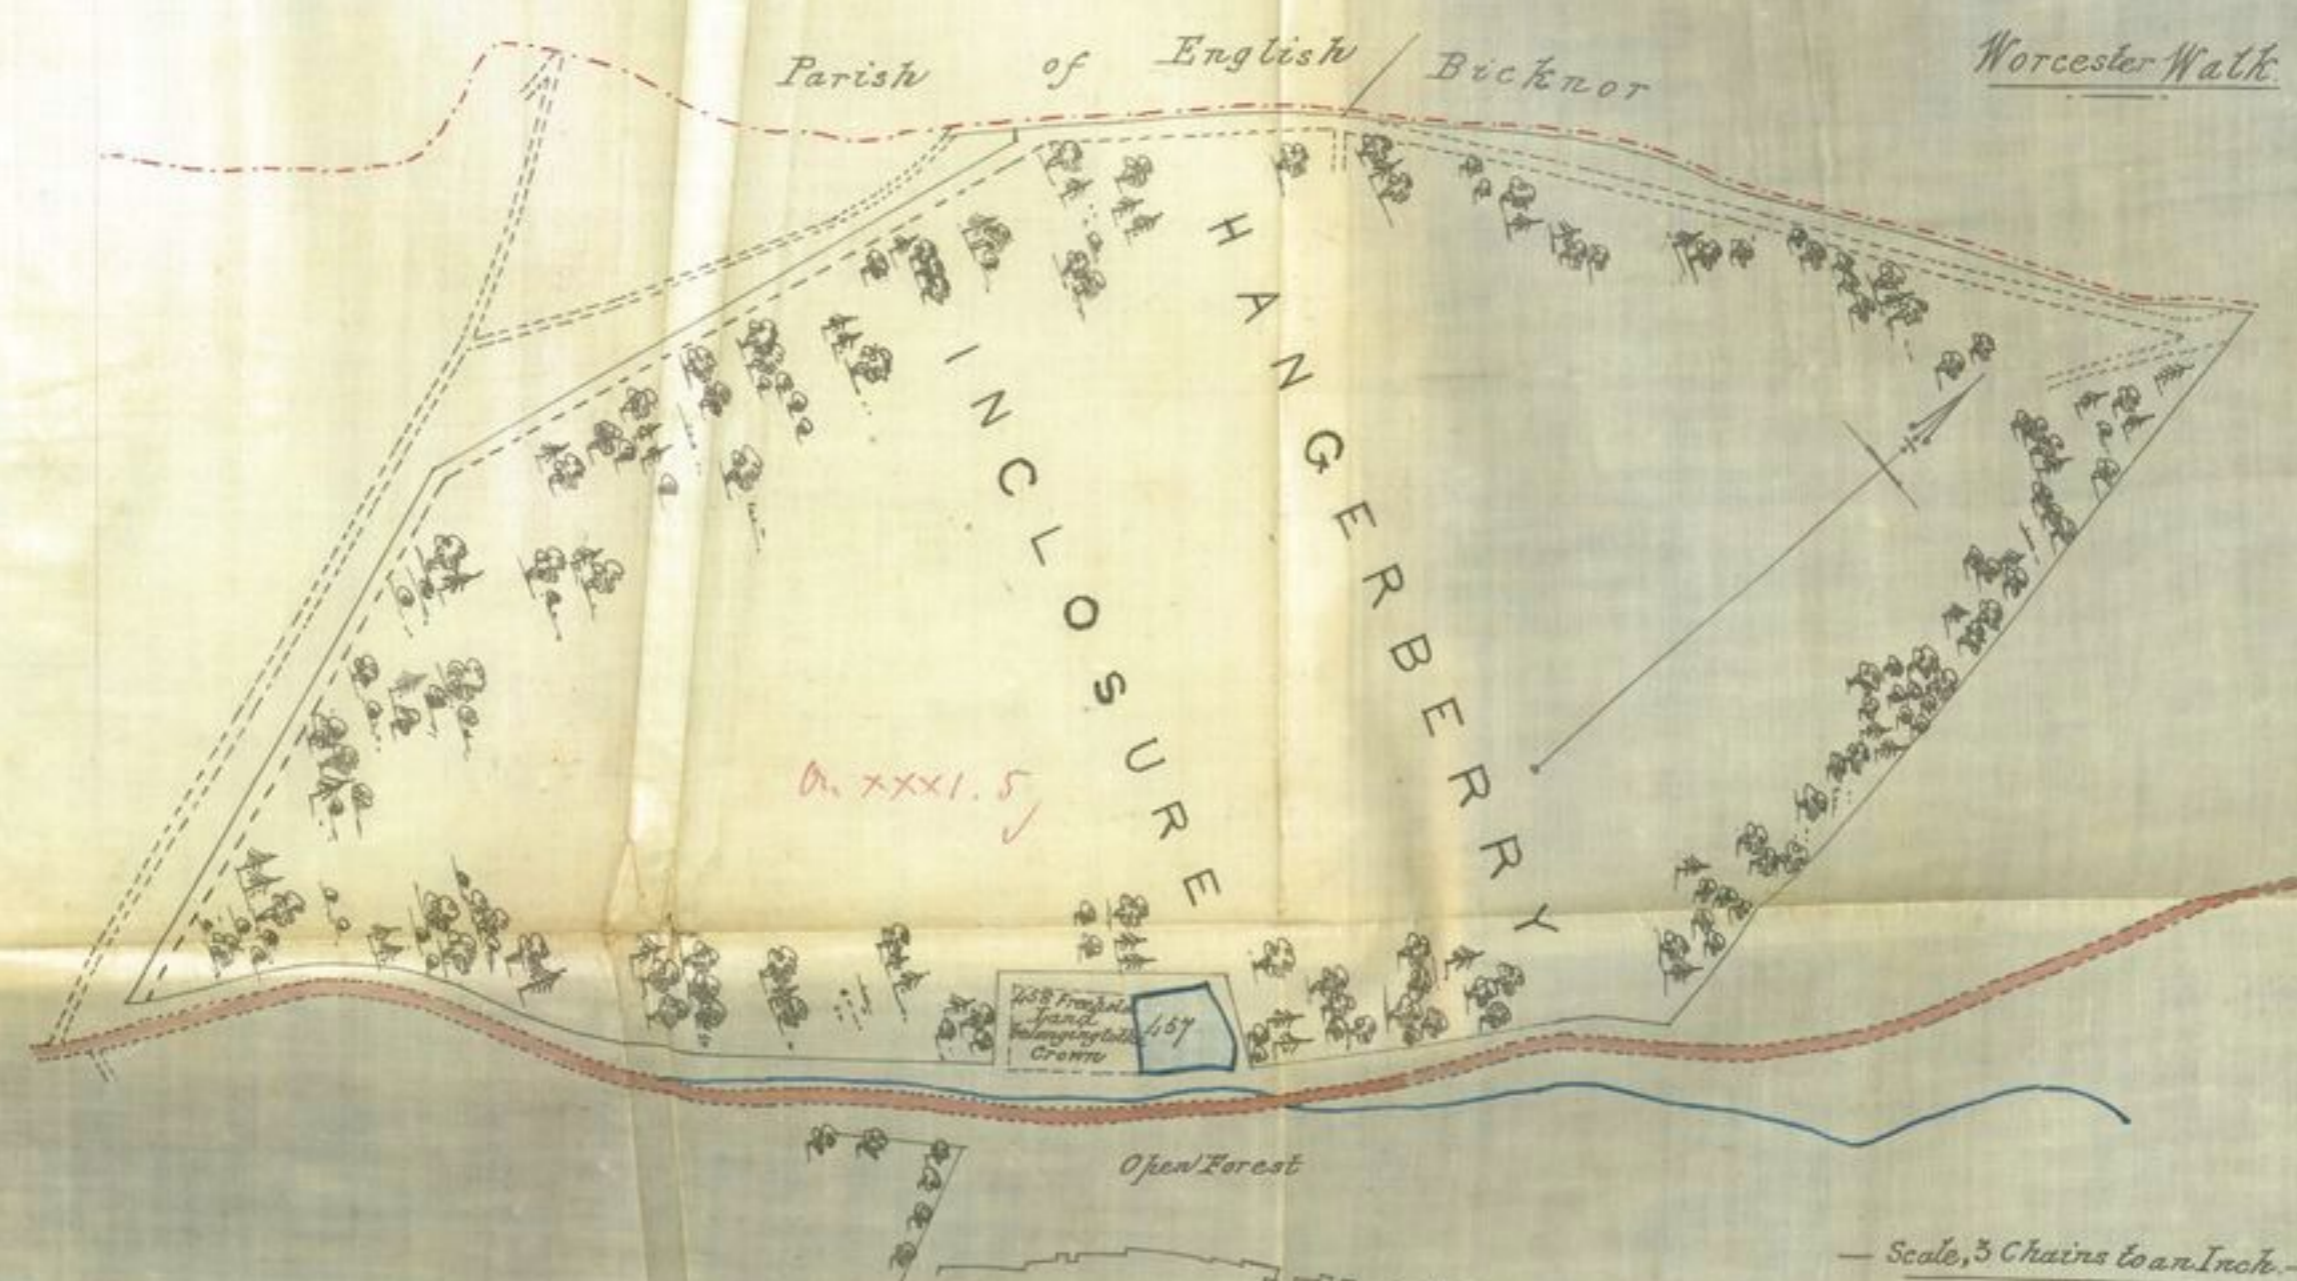 Parish of English Bicknor
Worcester Walk.
HANGERBERRY
INCLOSURE
On XXXI. 5,
458 Freehold
Land
belonging to the
Crown
457
Open Forest
— Scale, 3 Chains to an Inch. —